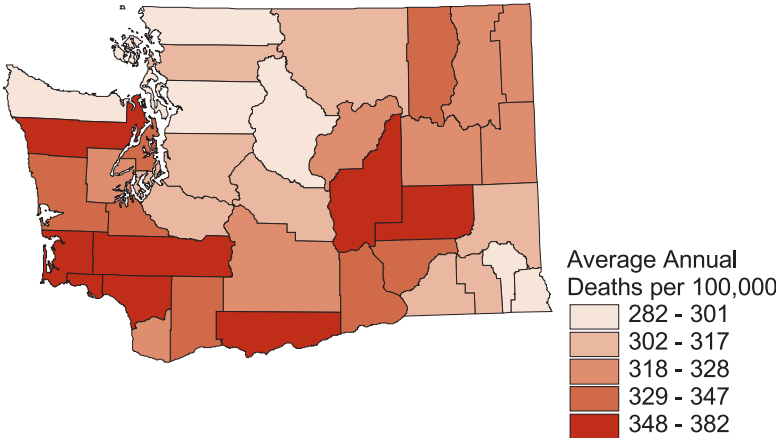 Average Annual
Deaths per 100,000
282 - 301
302 - 317
318 - 328
329 - 347
348 - 382